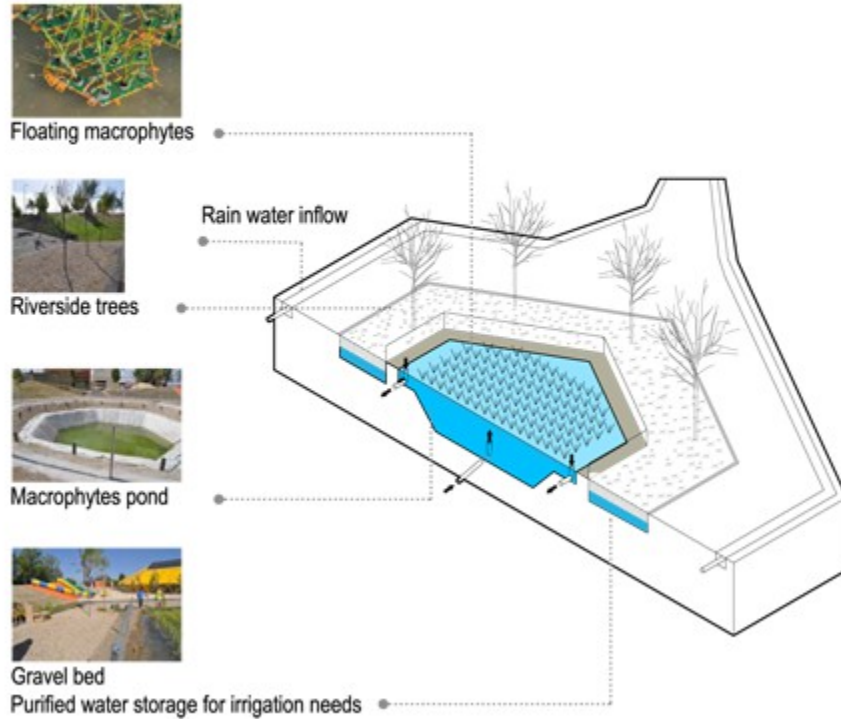 Floating macrophytes
Rain water inflow
Riverside trees
Macrophytes pond
Gravel bed
Purified water storage for irrigation needs